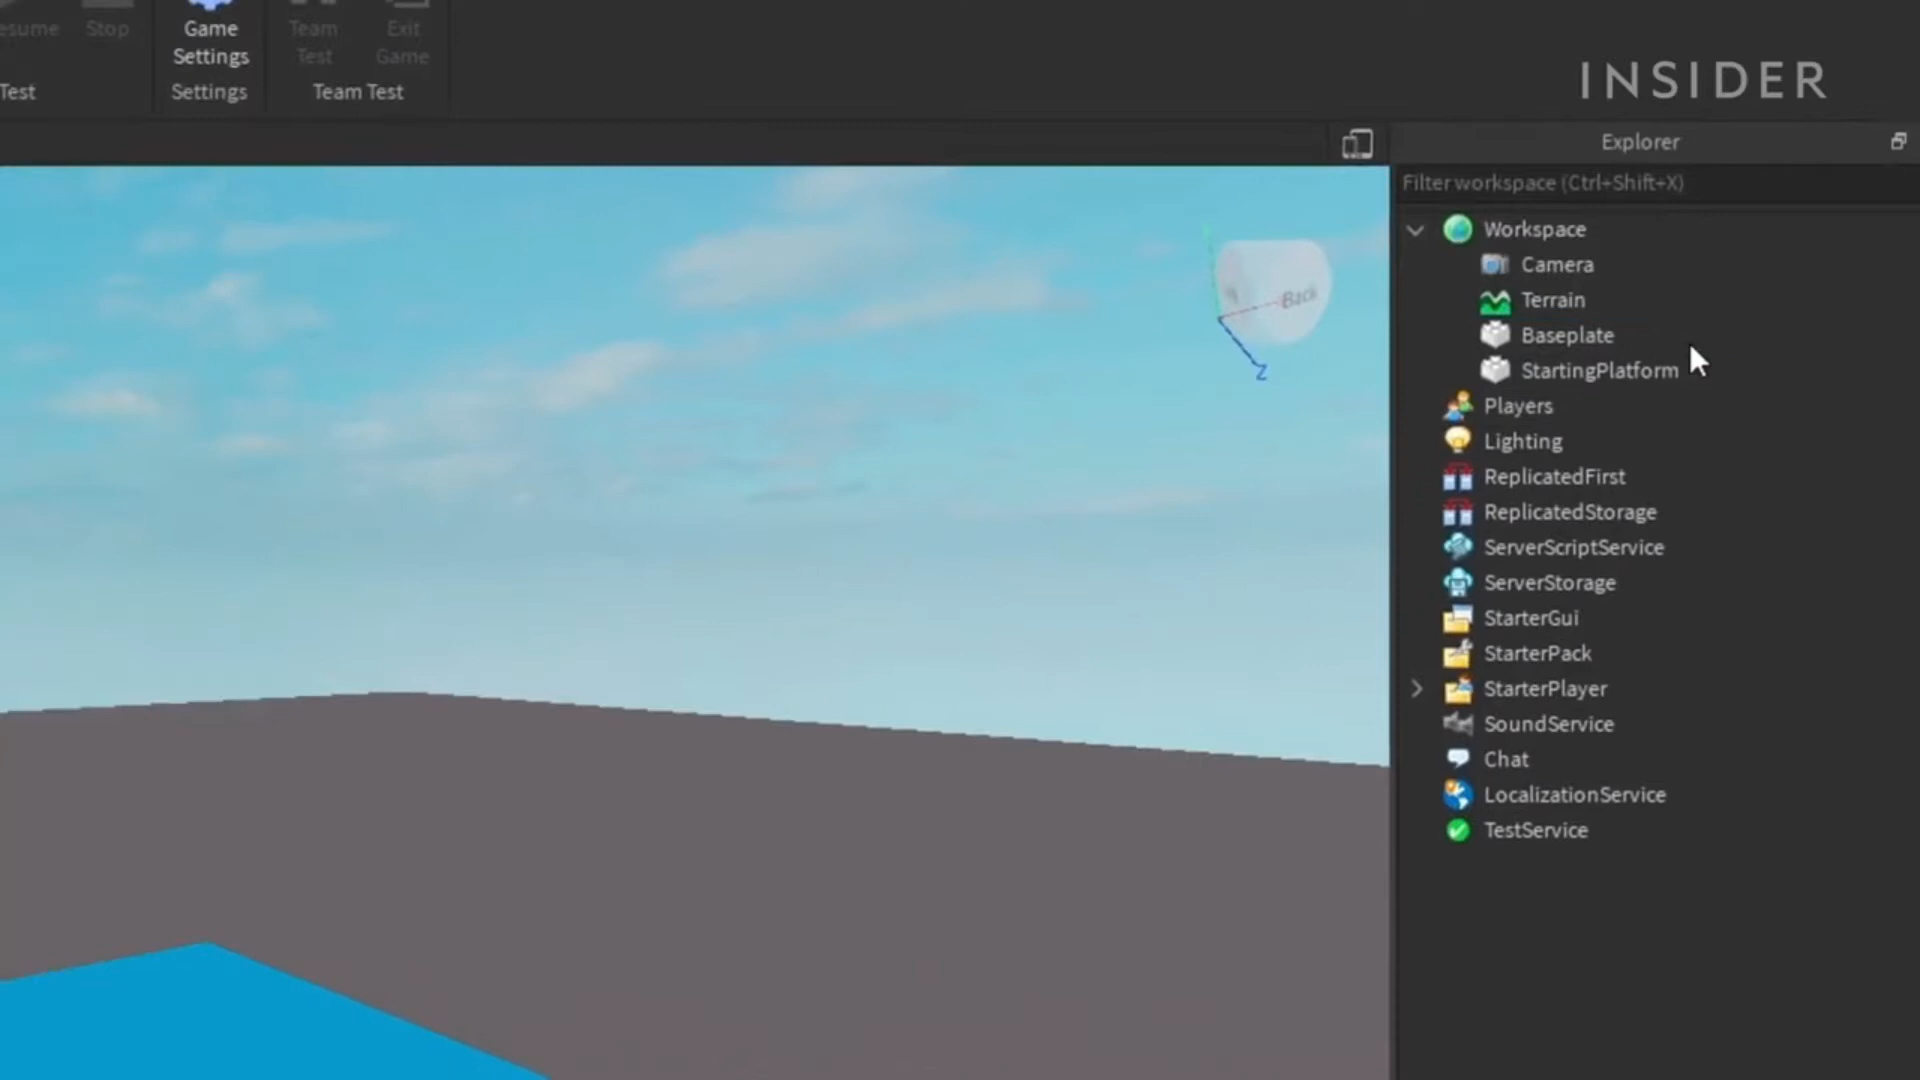 Stop
Game
Settings
Team
Test
Exit
Game
Test
Settings
Team Test
INSIDER
Explorer
Filter workspace (Ctrl+Shift+X)
Workspace
Camera
Terrain
Baseplate
StartingPlatform
Players
Lighting
ReplicatedFirst
ReplicatedStorage
ServerScriptService
ServerStorage
StarterGui
StarterPack
StarterPlayer
SoundService
Chat
LocalizationService
TestService
Back
Z